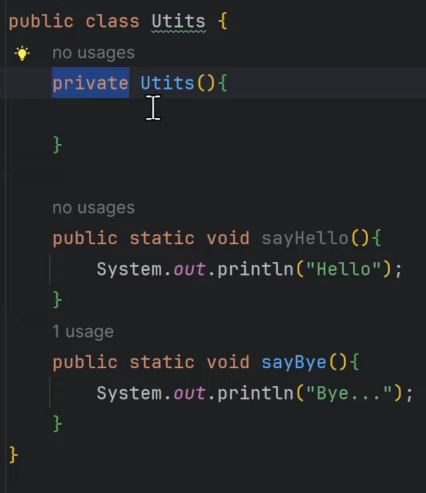 public class Utits {
no usages
private Utits(){
}
no usages
public static void sayHello(){
System.out.println("Hello");
}
1 usage
public static void sayBye(){
System.out.println("Bye...");
}
}